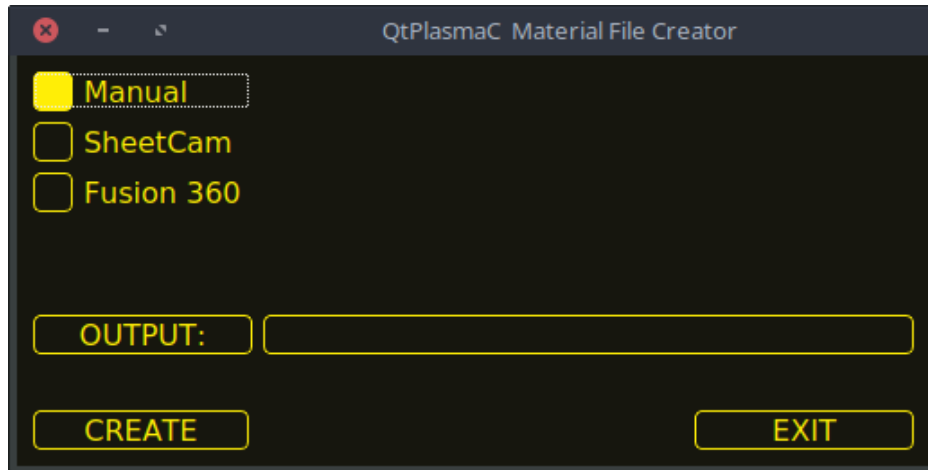 QtPlasmaC Material File Creator
Manual
SheetCam
Fusion 360
OUTPUT:
CREATE
EXIT